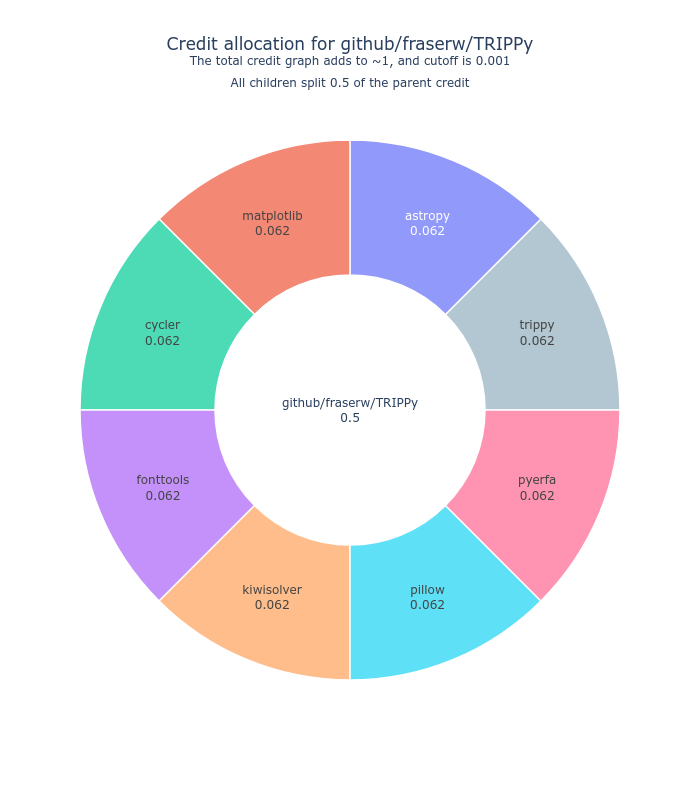 Credit allocation for github/fraserw/TRIPPy
The total credit graph adds to ~1, and cutoff is 0.001
All children split 0.5 of the parent credit
matplotlib
0.062
astropy
0.062
cycler
0.062
trippy
0.062
github/fraserw/TRIPPy
0.5
fonttools
0.062
pyerfa
0.062
kiwisolver
0.062
pillow
0.062